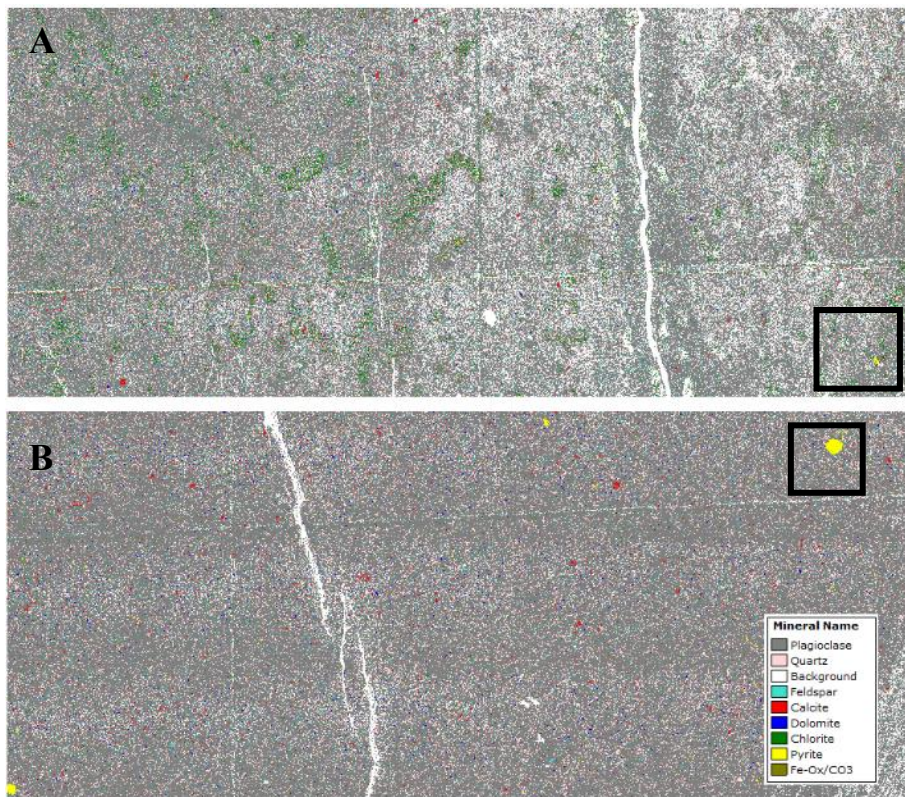 A
B
Mineral Name
Plagioclase
Quartz
Background
Feldspar
Calcite
Dolomite
Chlorite
Pyrite
Fe-Ox/CO3